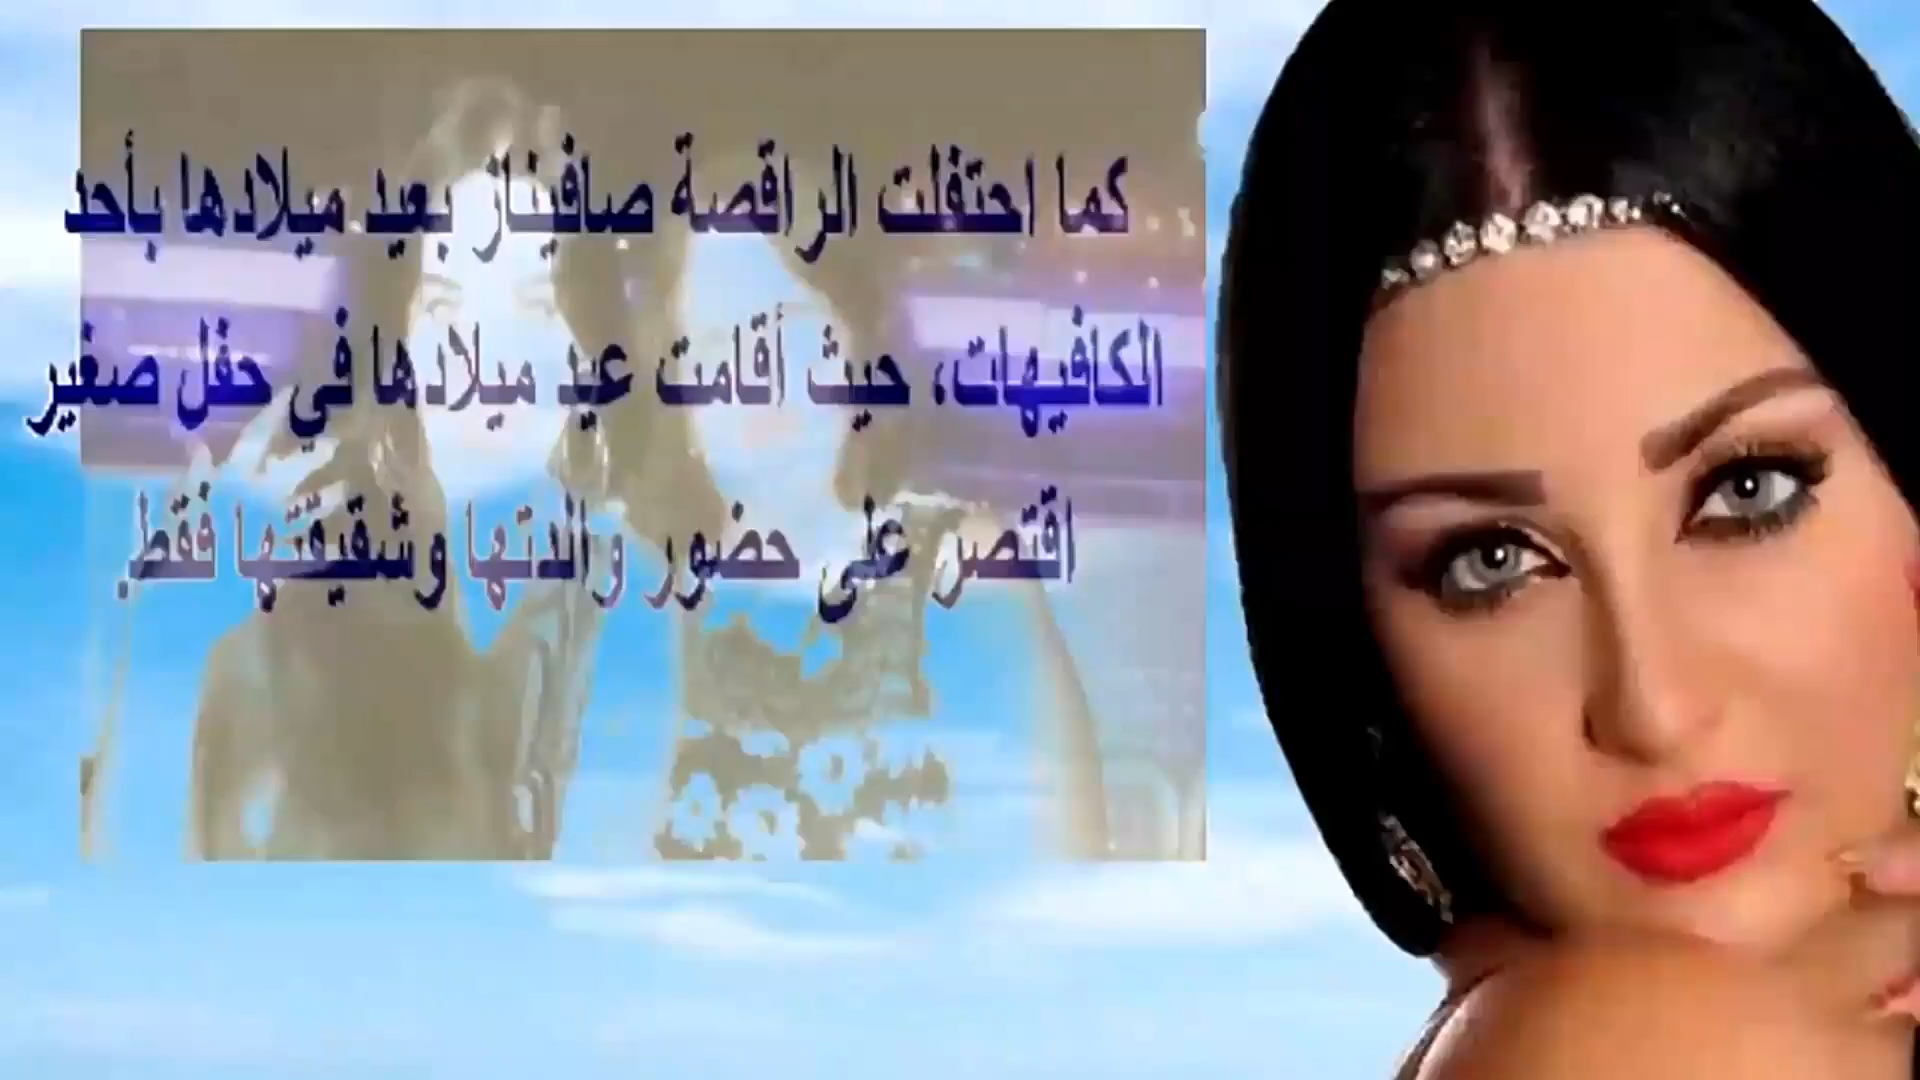 كما احتفلت الراقصة صافيناز بعيد ميلادها بأحد
الكافيهات، حيث أقامت عيد ميلادها في حفل صغير
اقتصر على حضور والدتها وشقيقتها فقط.